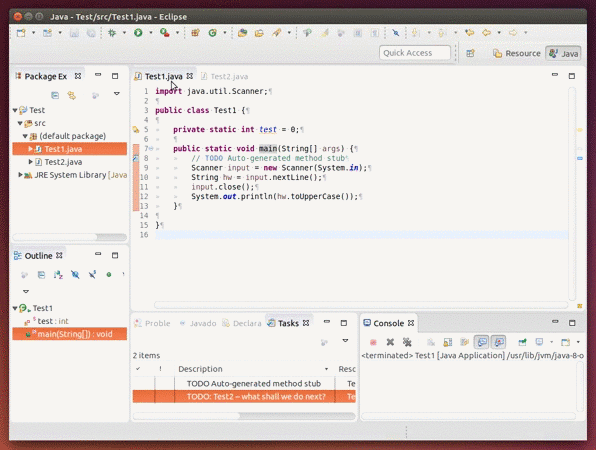 Java - Test/src/Test1.java - Eclipse
Quick Access
Resource
Java
Package Ex
Test
src
(default package)
Test1.java
Test2.java
JRE System Library [Java
Outline
Test1
test : int
main(String[]) : void
Test1.java
Test2.java
1 import java.util.Scanner;¶
2 ¶
3 public class Test1 {¶
4 ¶
5 private static int test = 0;¶
6 ¶
7 public static void main(String[] args) {¶
8 // TODO Auto-generated method stub¶
9 Scanner input = new Scanner(System.in);¶
10 String hw = input.nextLine();¶
11 input.close();¶
12 System.out.println(hw.toUpperCase());¶
13 }¶
14 ¶
15 }¶
16
Proble
Javado
Declara
Tasks
2 items
! Description
Resc
TODO Auto-generated method stub
Te
TODO: Test2 – what shall we do next?
Te
Console
<terminated> Test1 [Java Application] /usr/lib/jvm/java-8-o